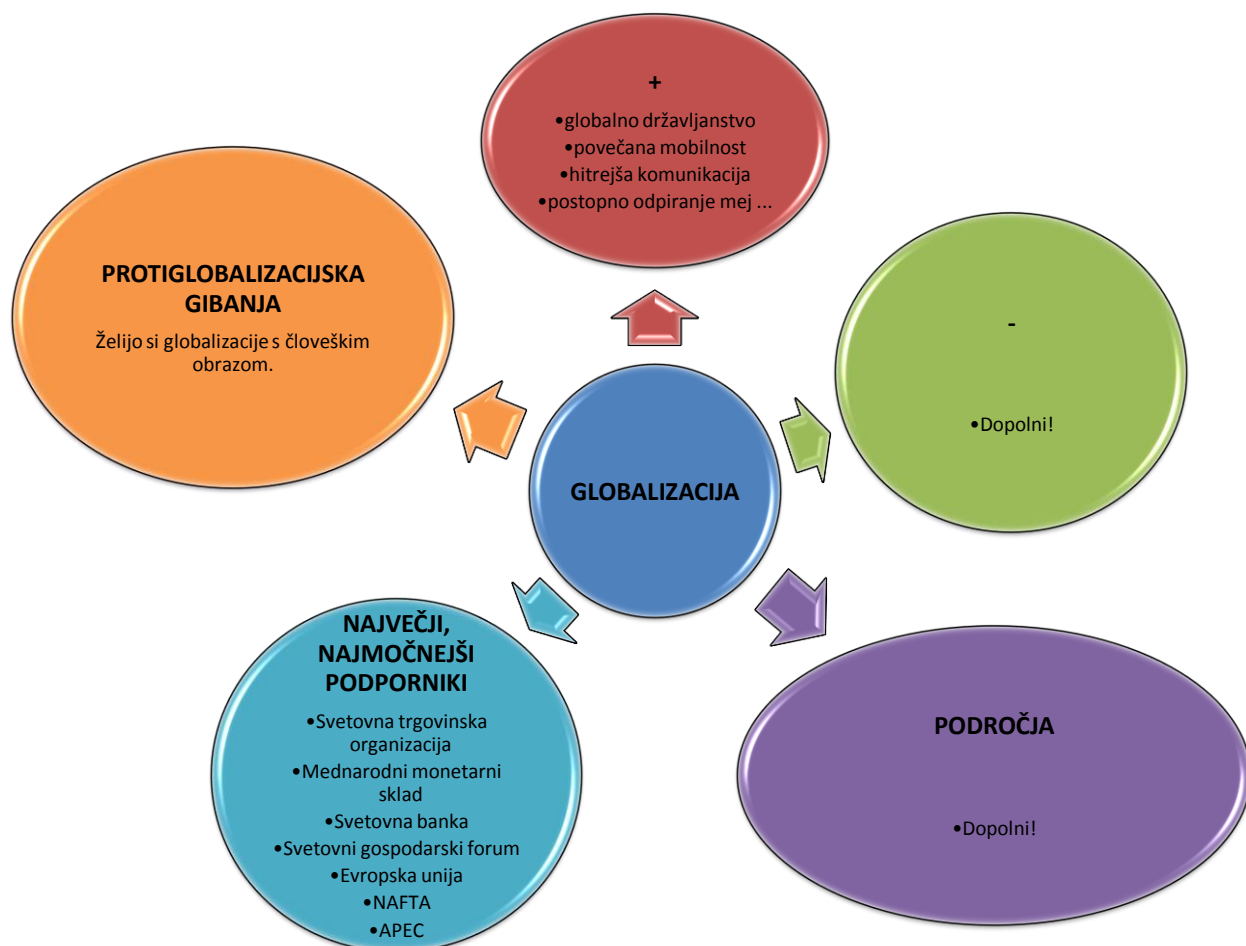 +
•globalno državljanstvo
•povečana mobilnost
•hitrejša komunikacija
•postopno odpiranje mej ...
PROTIGLOBALIZACIJSKA
GIBANJA
Želijo si globalizacije s človeškim
obrazom.
-
•Dopolni!
GLOBALIZACIJA
NAJVEČJI,
NAJMOČNEJŠI
PODPORNIKI
•Svetovna trgovinska
organizacija
•Mednarodni monetarni
sklad
•Svetovna banka
•Svetovni gospodarski forum
•Evropska unija
•NAFTA
•APEC
PODROČJA
•Dopolni!